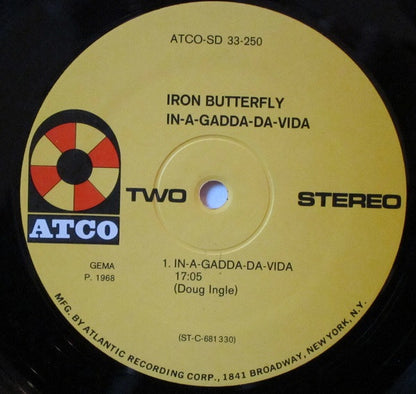 ATCO-SD 33-250
IRON BUTTERFLY
IN-A-GADDA-DA-VIDA
ATCO
TWO
STEREO
GEMA
P. 1968
1. IN-A-GADDA-DA-VIDA
17:05
(Doug Ingle)
(ST-C-681330)
MFG. BY ATLANTIC RECORDING CORP., 1841 BROADWAY, NEW YORK, N.Y.